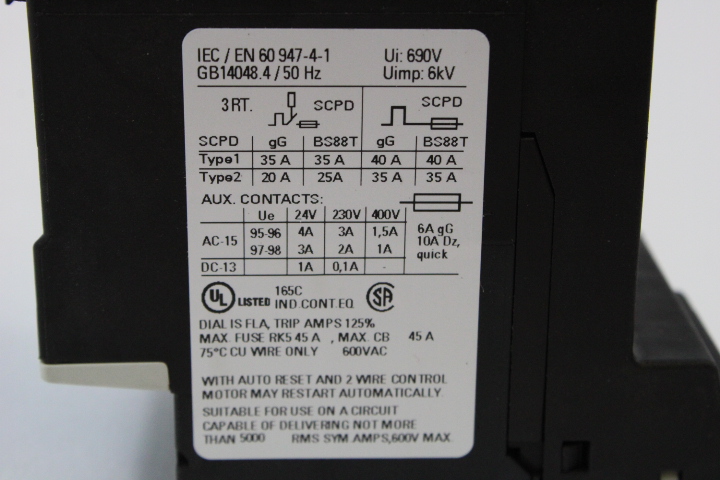 IEC / EN 60 947-4-1 Ui: 690V
GB14048.4 / 50 Hz Uimp: 6kV
3RT. SCPD SCPD
SCPD gG BS88T gG BS88T
Type1 35 A 35 A 40 A 40 A
Type2 20 A 25A 35 A 35 A
AUX. CONTACTS:
Ue 24V 230V 400V
AC-15 95-96 4A 3A 1,5A 6A gG
97-98 3A 2A 1A 10A Dz,
quick
DC-13 1A 0,1A -
UL LISTED 165C
IND CONT.EQ. SA
DIAL IS FLA, TRIP AMPS 125%
MAX. FUSE RK5 45 A , MAX. CB 45 A
75°C CU WIRE ONLY 600VAC
WITH AUTO RESET AND 2 WIRE CONTROL
MOTOR MAY RESTART AUTOMATICALLY.
SUITABLE FOR USE ON A CIRCUIT
CAPABLE OF DELIVERING NOT MORE
THAN 5000 RMS SYM.AMPS,600V MAX.